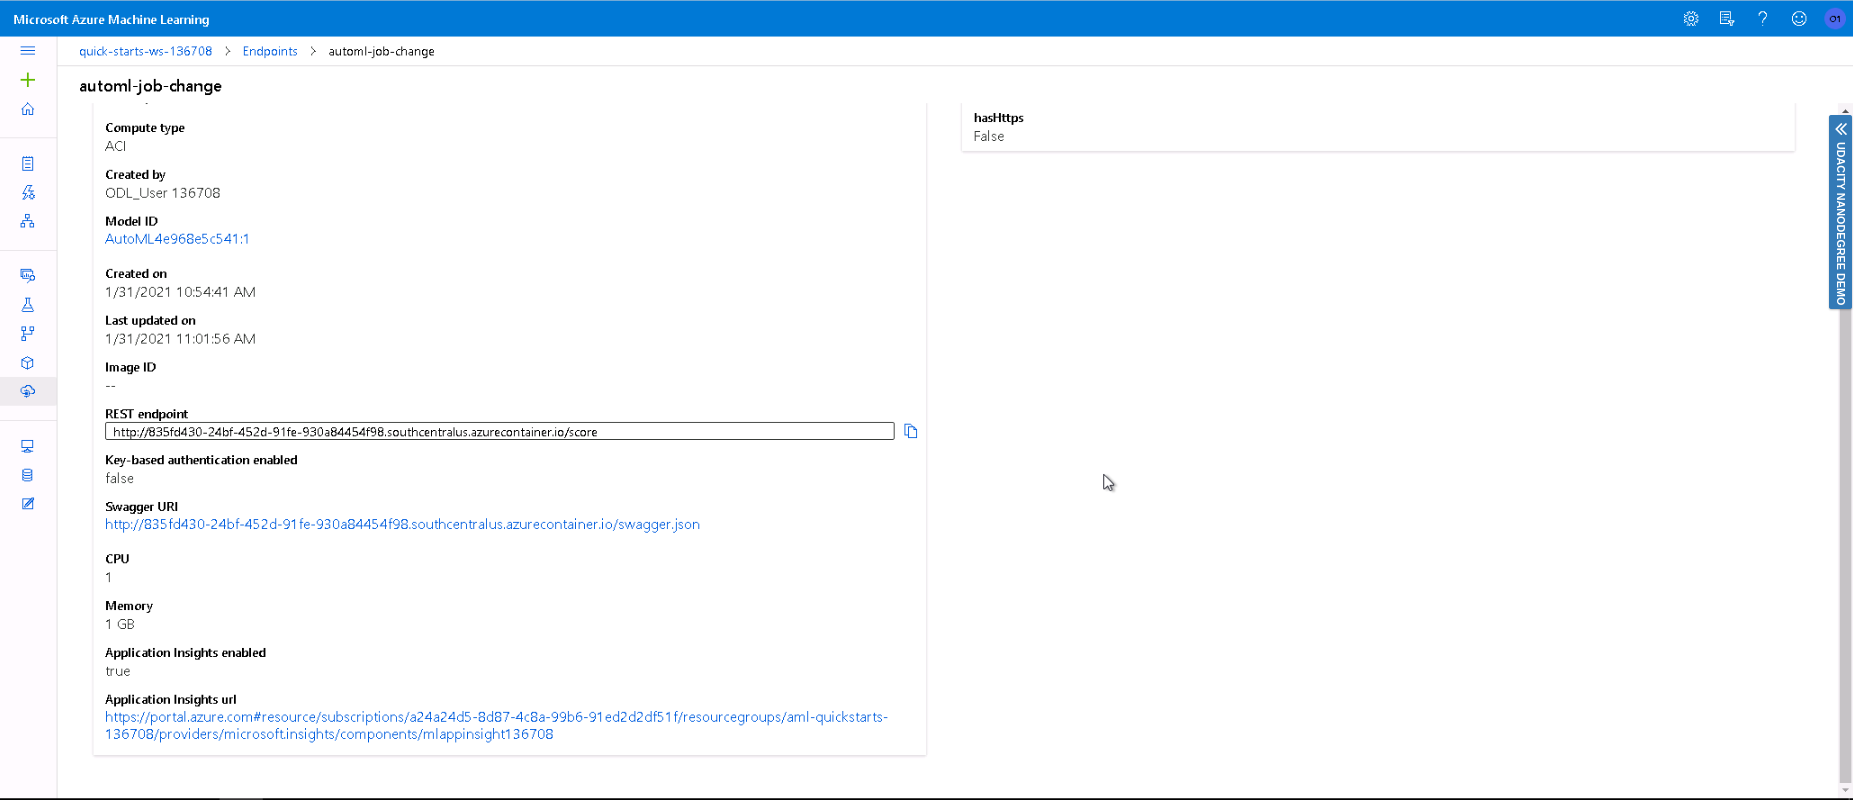 Microsoft Azure Machine Learning
?
O1
quick-starts-ws-136708 > Endpoints > automl-job-change
automl-job-change
Compute type
ACI
Created by
ODL_User 136708
Model ID
AutoML4e968e5c541:1
Created on
1/31/2021 10:54:41 AM
Last updated on
1/31/2021 11:01:56 AM
Image ID
--
REST endpoint
http://835fd430-24bf-452d-91fe-930a84454f98.southcentralus.azurecontainer.io/score
Key-based authentication enabled
false
Swagger URI
http://835fd430-24bf-452d-91fe-930a84454f98.southcentralus.azurecontainer.io/swagger.json
CPU
1
Memory
1 GB
Application Insights enabled
true
Application Insights url
https://portal.azure.com#resource/subscriptions/a24a24d5-8d87-4c8a-99b6-91ed2d2df51f/resourcegroups/aml-quickstarts-
136708/providers/microsoft.insights/components/mlappinsight136708
hasHttps
False
UDACITY NANODEGREE DEMO